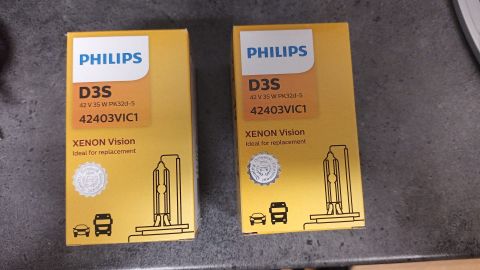 PHILIPS
D3S
42 V 35 W PK32d-5
42403VIC1
XENON Vision
Ideal for replacement
PHILIPS
D3S
42 V 35 W PK32d-5
42403VIC1
XENON Vision
Ideal for replacement